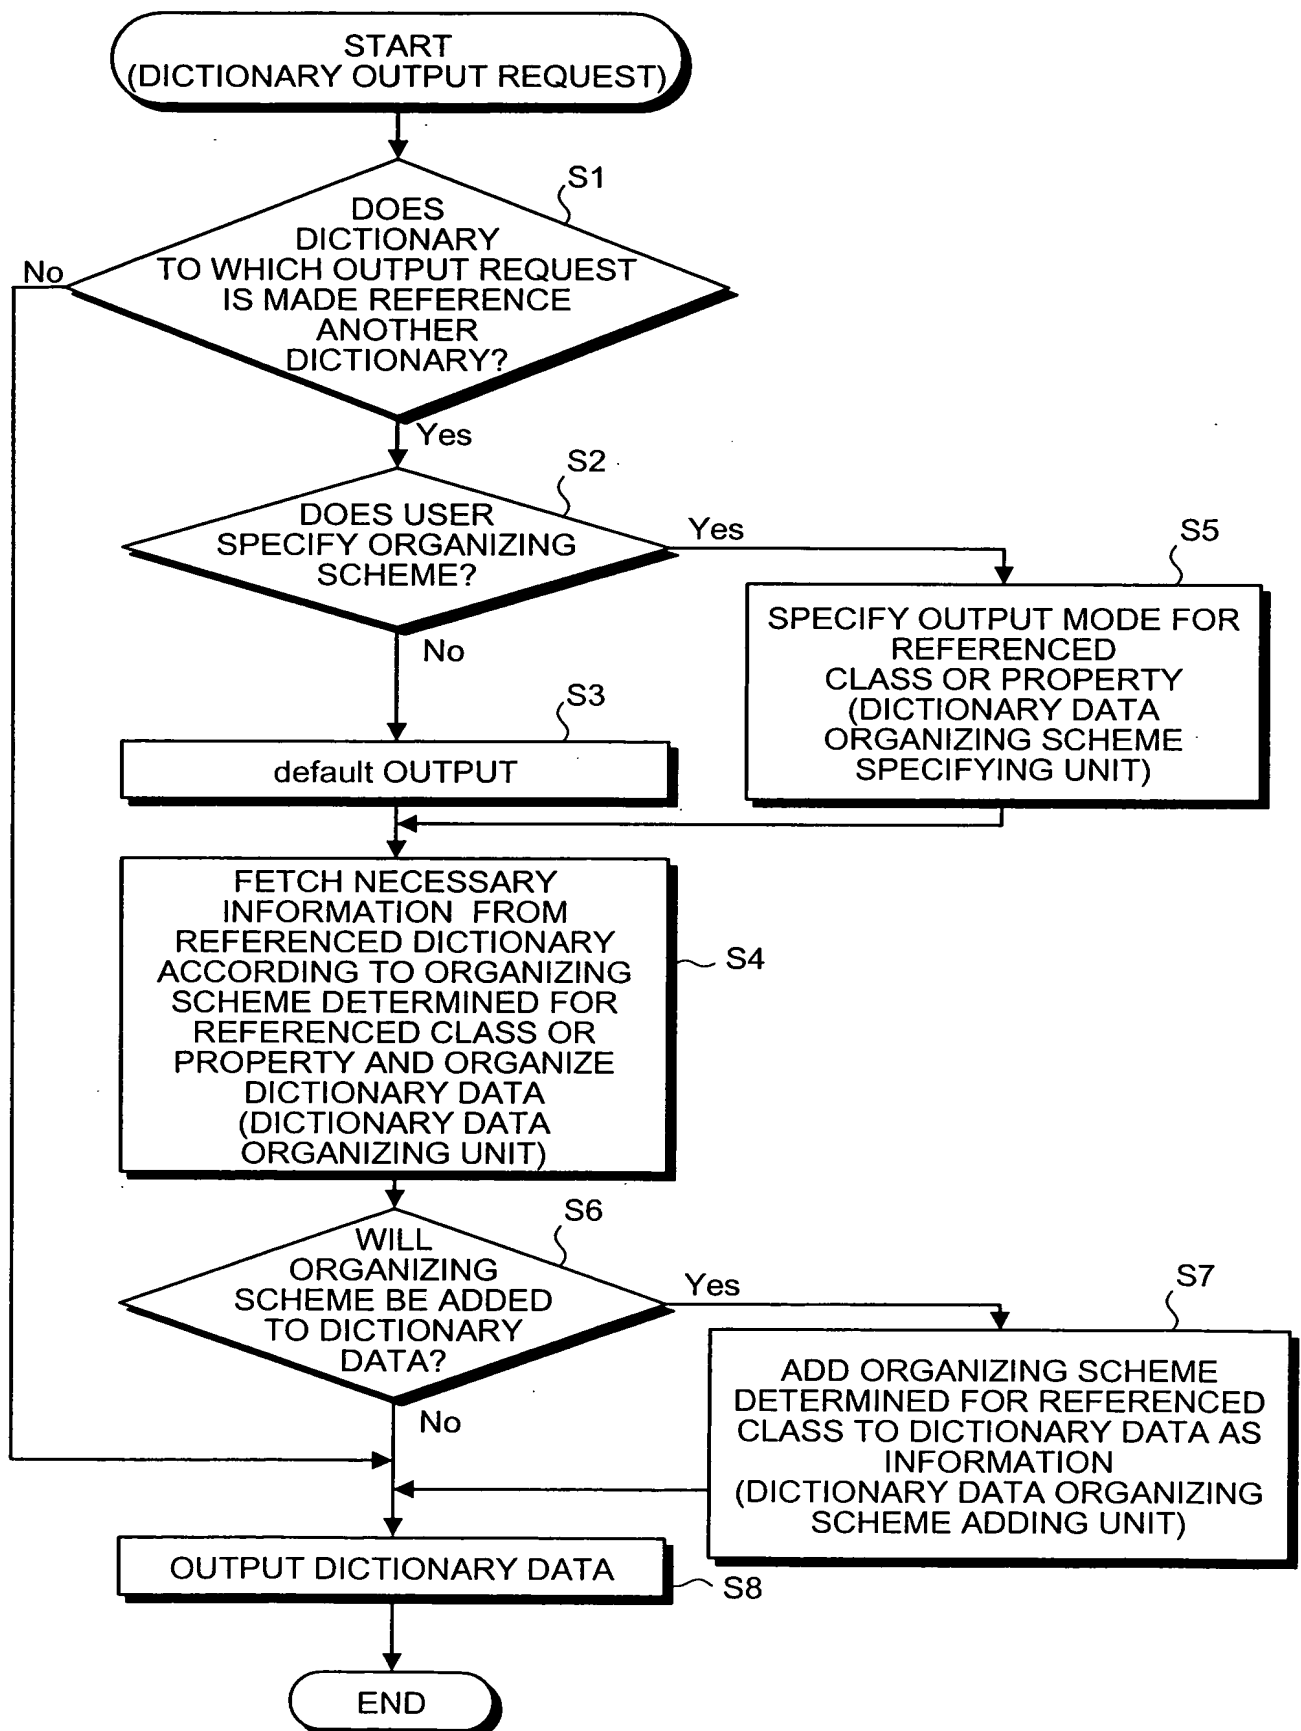 START
(DICTIONARY OUTPUT REQUEST)
S1
DOES
DICTIONARY
TO WHICH OUTPUT REQUEST
IS MADE REFERENCE
ANOTHER
DICTIONARY?
No
Yes
S2
DOES USER
SPECIFY ORGANIZING
SCHEME?
Yes
No
S5
SPECIFY OUTPUT MODE FOR
REFERENCED
CLASS OR PROPERTY
(DICTIONARY DATA
ORGANIZING SCHEME
SPECIFYING UNIT)
S3
default OUTPUT
FETCH NECESSARY
INFORMATION FROM
REFERENCED DICTIONARY
ACCORDING TO ORGANIZING
SCHEME DETERMINED FOR
REFERENCED CLASS OR
PROPERTY AND ORGANIZE
DICTIONARY DATA
(DICTIONARY DATA
ORGANIZING UNIT)
S4
S6
WILL
ORGANIZING
SCHEME BE ADDED
TO DICTIONARY
DATA?
Yes
No
S7
ADD ORGANIZING SCHEME
DETERMINED FOR REFERENCED
CLASS TO DICTIONARY DATA AS
INFORMATION
(DICTIONARY DATA ORGANIZING
SCHEME ADDING UNIT)
OUTPUT DICTIONARY DATA
S8
END